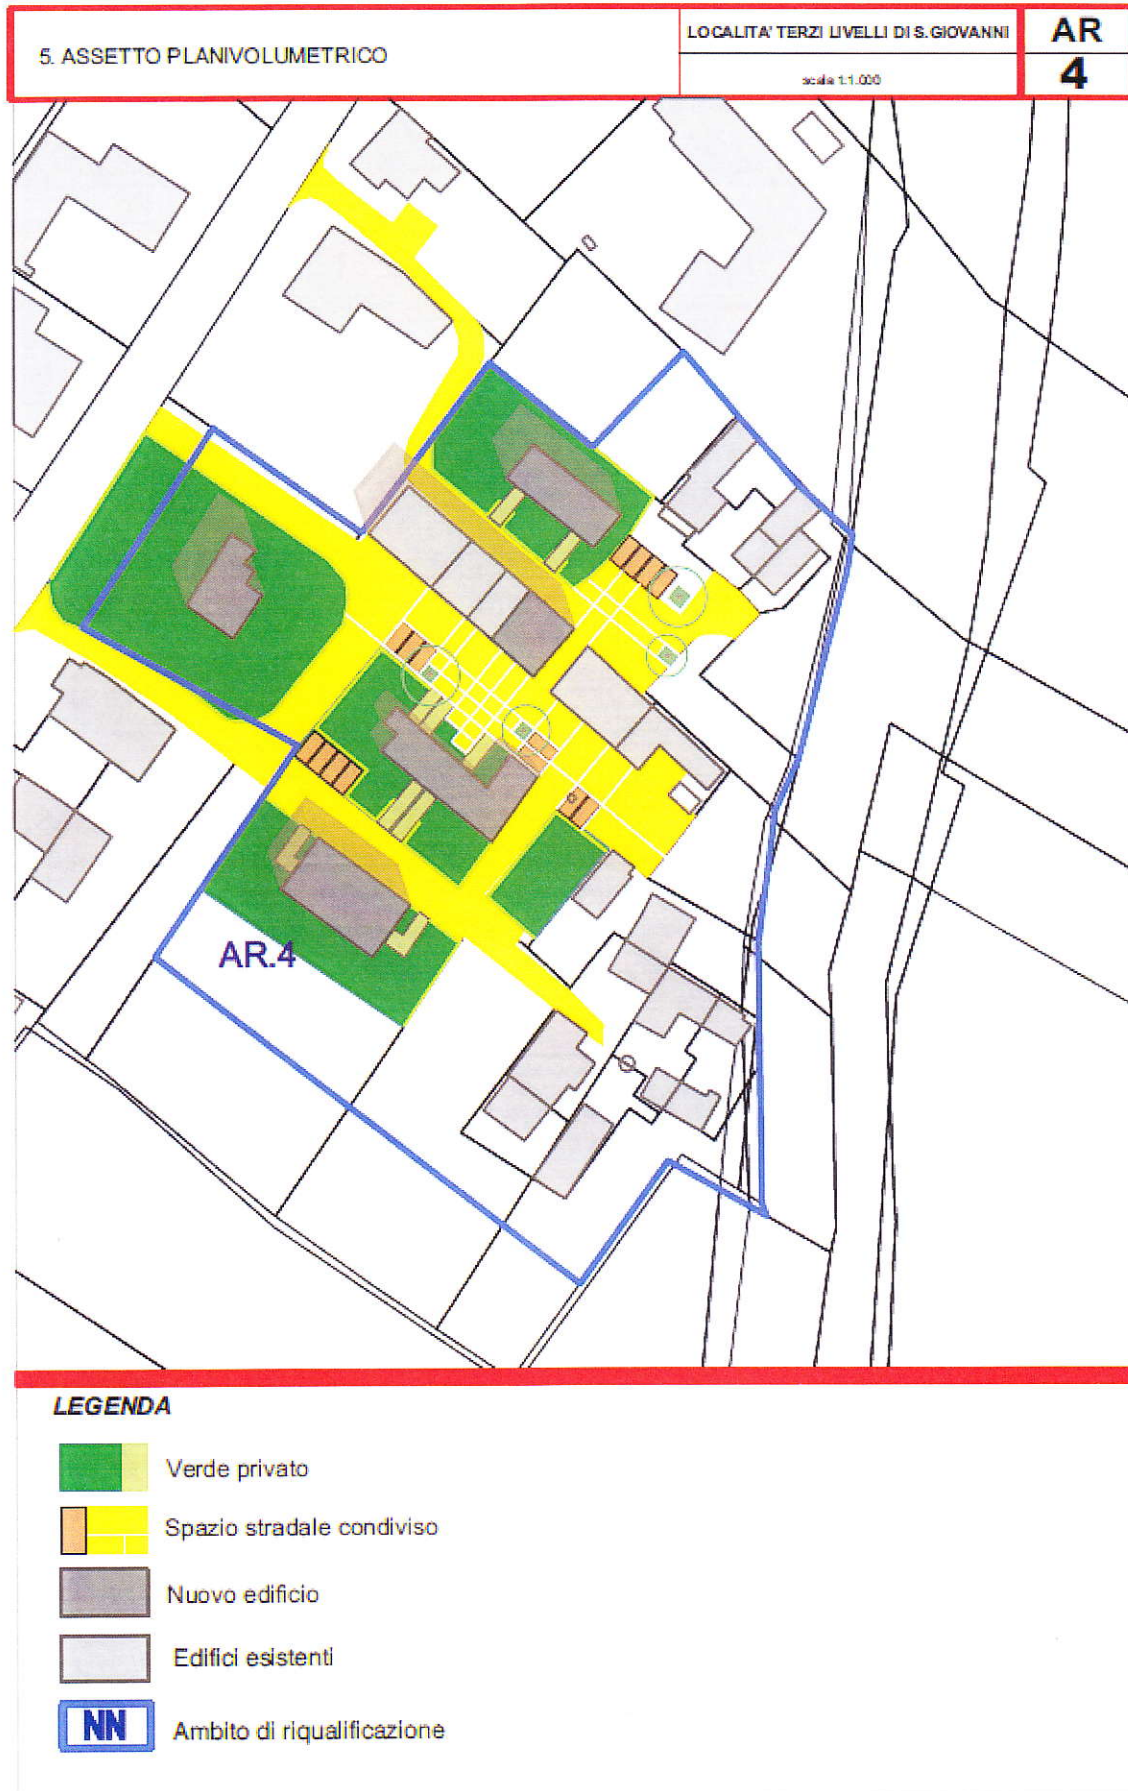 5. ASSETTO PLANIVOLUMETRICO
LOCALITA' TERZI LIVELLI DI S.GIOVANNI
scala 1:1.000
AR
4
AR.4
LEGENDA
Verde privato
Spazio stradale condiviso
Nuovo edificio
Edifici esistenti
NN
Ambito di riqualificazione